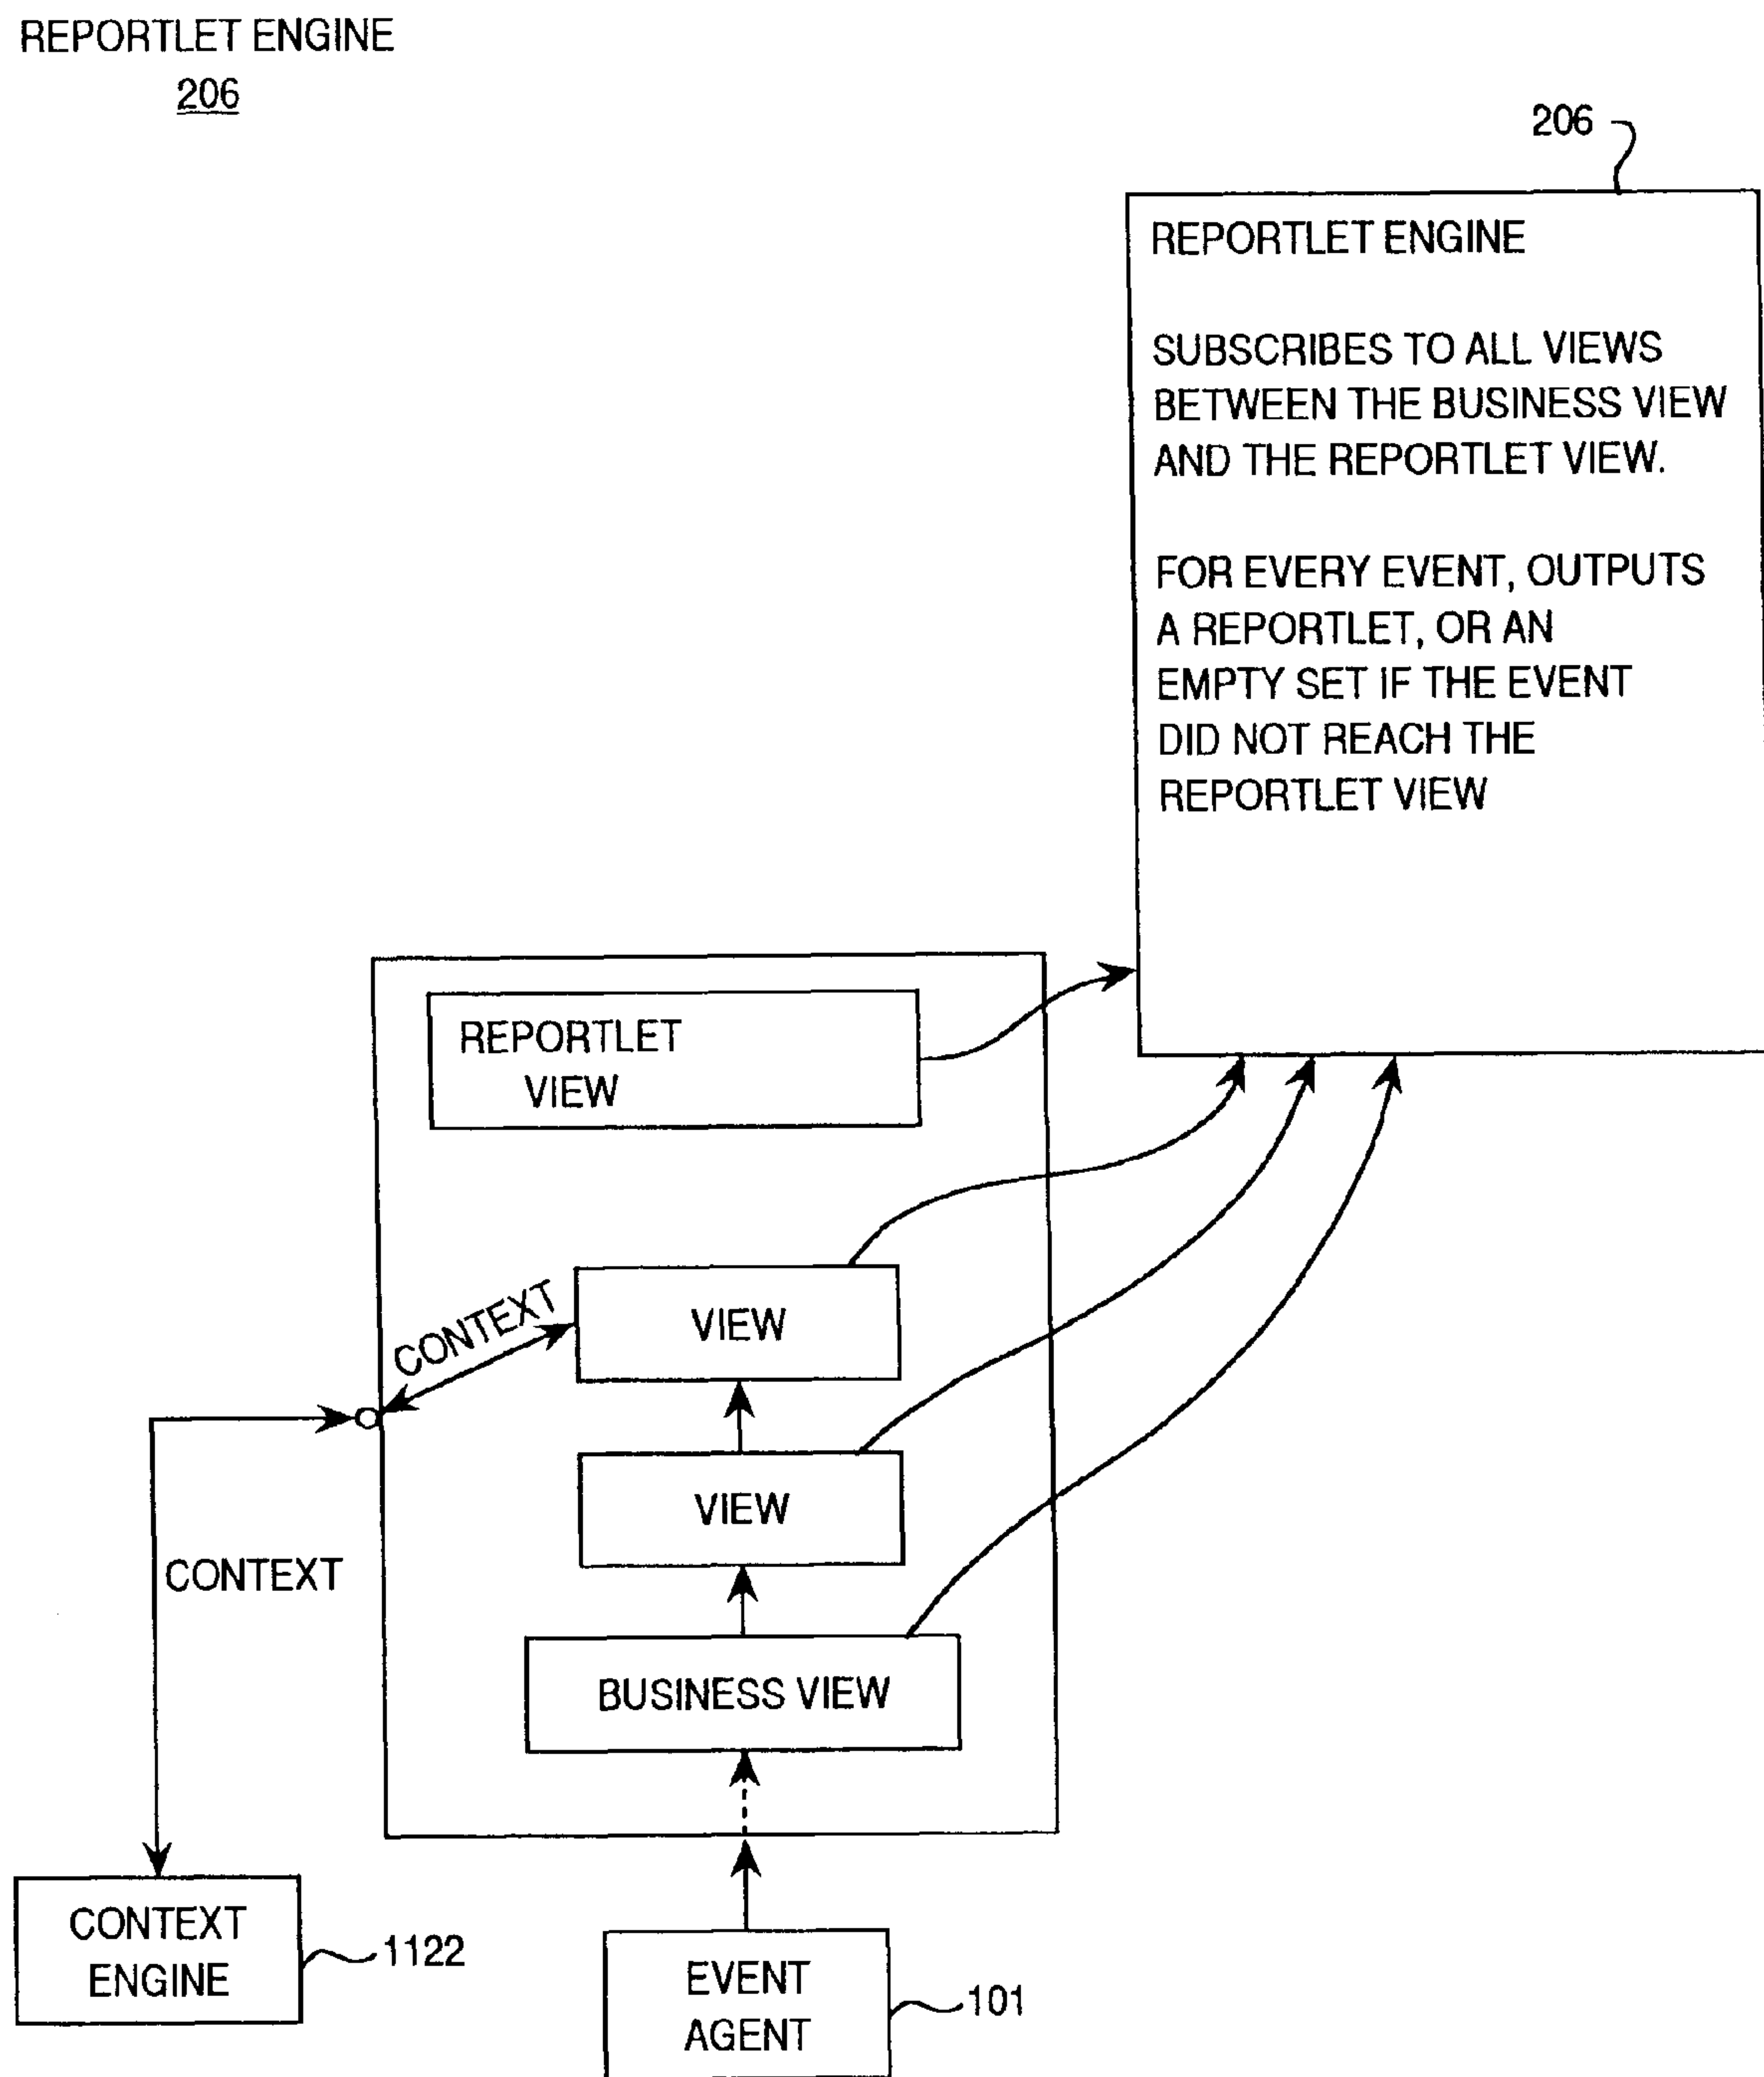 REPORTLET ENGINE
206
206
REPORTLET ENGINE
SUBSCRIBES TO ALL VIEWS
BETWEEN THE BUSINESS VIEW
AND THE REPORTLET VIEW.
FOR EVERY EVENT, OUTPUTS
A REPORTLET, OR AN
EMPTY SET IF THE EVENT
DID NOT REACH THE
REPORTLET VIEW
REPORTLET
VIEW
CONTEXT
VIEW
VIEW
CONTEXT
BUSINESS VIEW
CONTEXT
ENGINE
1122
EVENT
AGENT
101